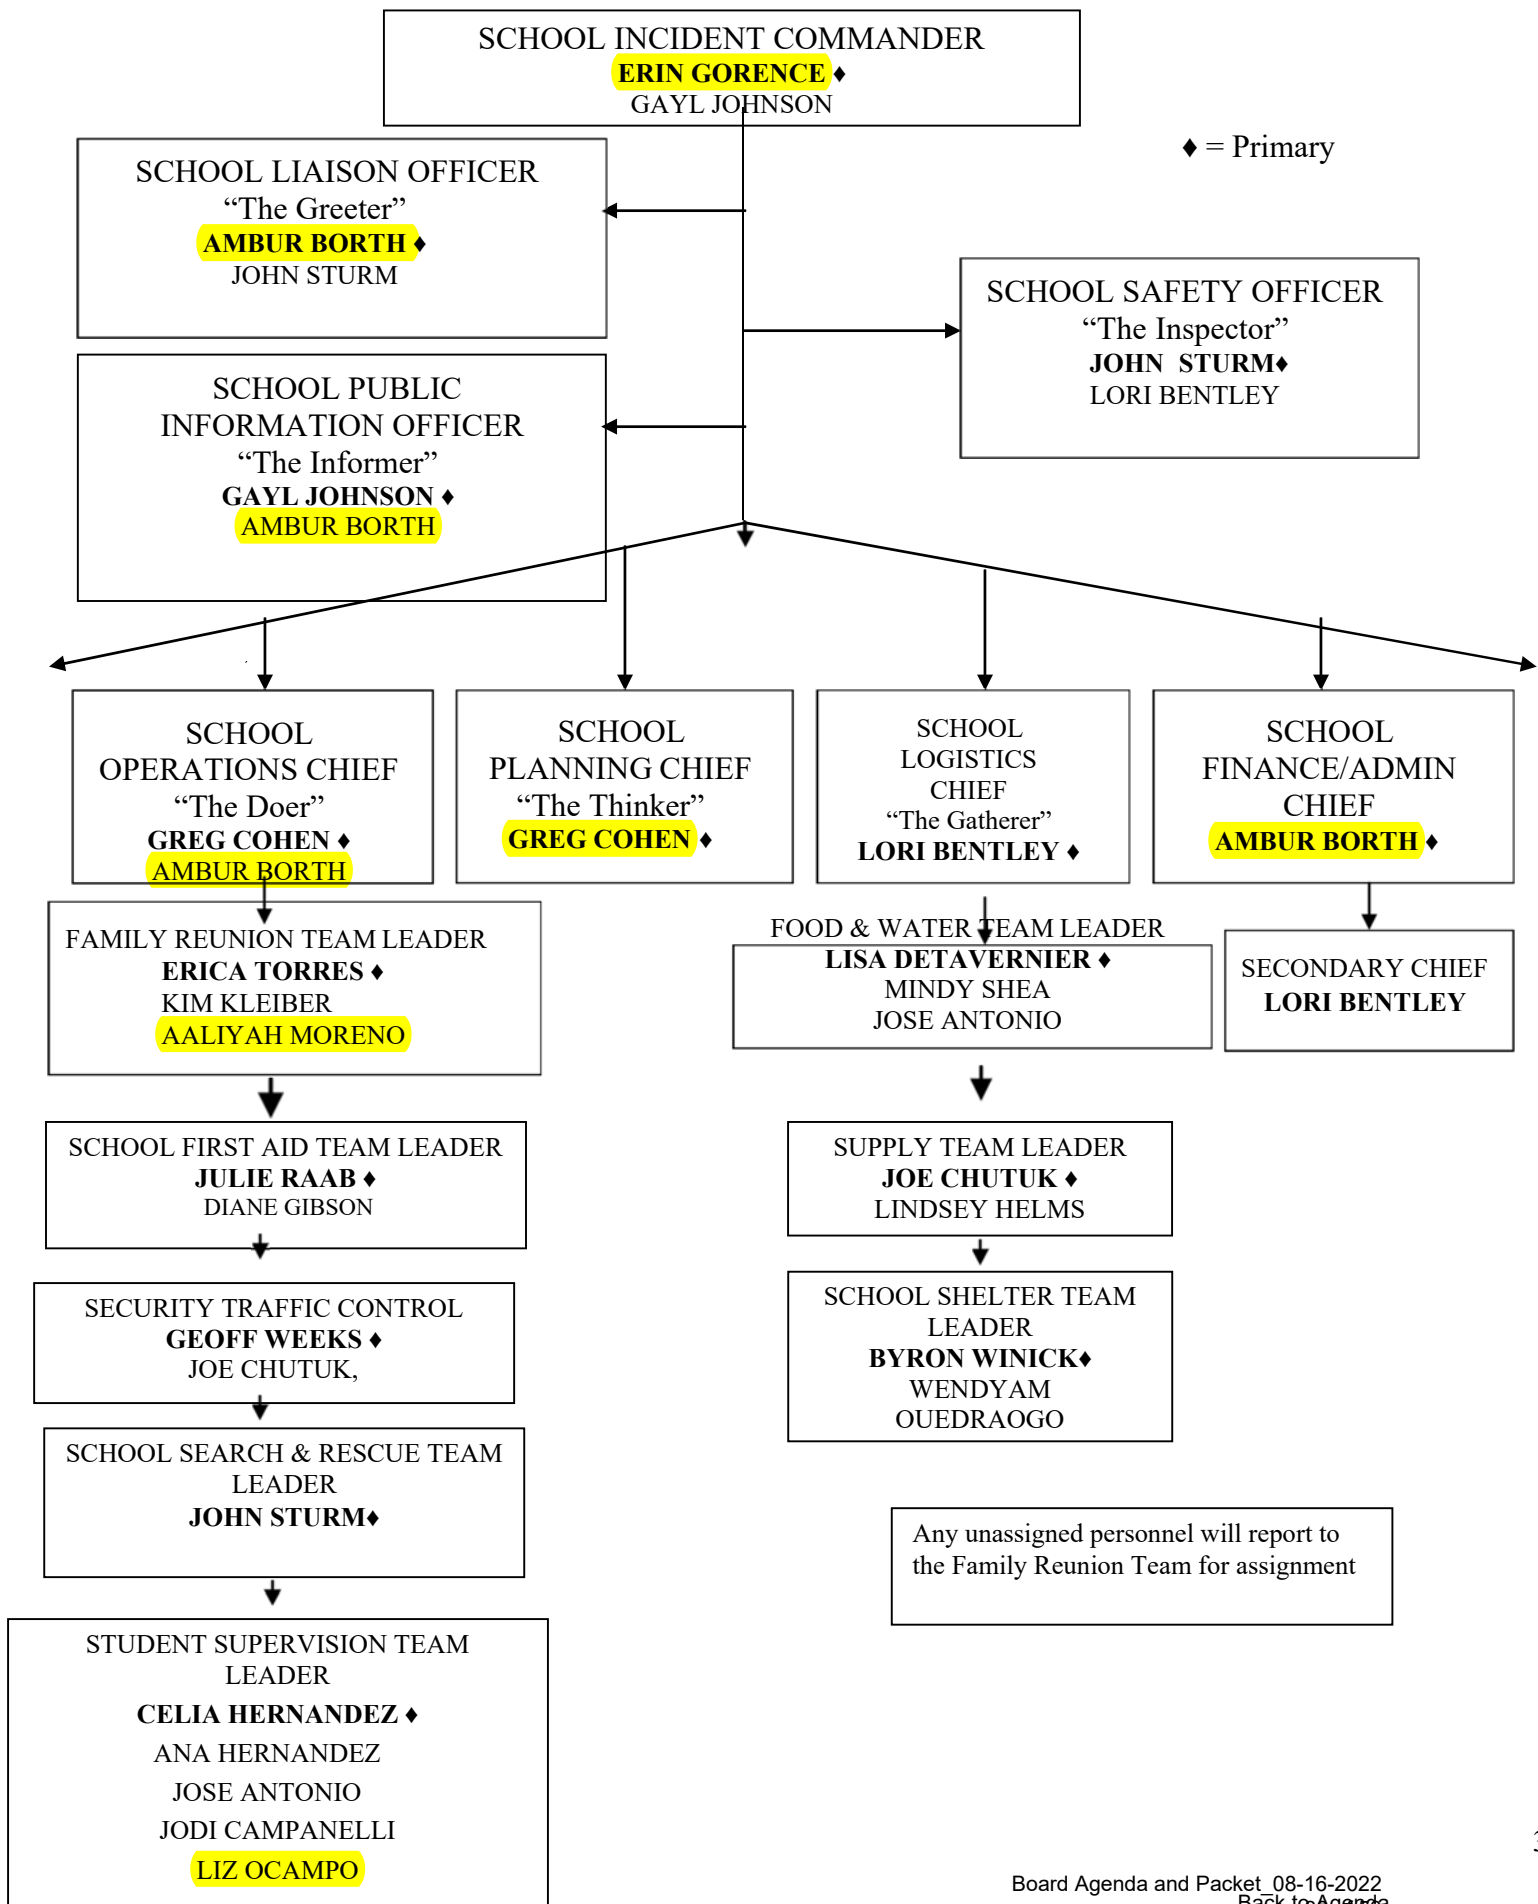 SCHOOL INCIDENT COMMANDER
ERIN GORENCE ♦
GAYL JOHNSON
♦ = Primary
SCHOOL LIAISON OFFICER
“The Greeter”
AMBUR BORTH ♦
JOHN STURM
SCHOOL SAFETY OFFICER
“The Inspector”
JOHN STURM♦
LORI BENTLEY
SCHOOL PUBLIC
INFORMATION OFFICER
“The Informer”
GAYL JOHNSON ♦
AMBUR BORTH
SCHOOL
OPERATIONS CHIEF
“The Doer”
GREG COHEN ♦
AMBUR BORTH
SCHOOL
PLANNING CHIEF
“The Thinker”
GREG COHEN ♦
SCHOOL
LOGISTICS
CHIEF
“The Gatherer”
LORI BENTLEY ♦
SCHOOL
FINANCE/ADMIN
CHIEF
AMBUR BORTH ♦
FAMILY REUNION TEAM LEADER
ERICA TORRES ♦
KIM KLEIBER
AALIYAH MORENO
FOOD & WATER TEAM LEADER
LISA DETAVERNIER ♦
MINDY SHEA
JOSE ANTONIO
SECONDARY CHIEF
LORI BENTLEY
SCHOOL FIRST AID TEAM LEADER
JULIE RAAB ♦
DIANE GIBSON
SUPPLY TEAM LEADER
JOE CHUTUK ♦
LINDSEY HELMS
SECURITY TRAFFIC CONTROL
GEOFF WEEKS ♦
JOE CHUTUK,
SCHOOL SHELTER TEAM
LEADER
BYRON WINICK♦
WENDYAM
OUEDRAOGO
SCHOOL SEARCH & RESCUE TEAM
LEADER
JOHN STURM♦
Any unassigned personnel will report to
the Family Reunion Team for assignment
STUDENT SUPERVISION TEAM
LEADER
CELIA HERNANDEZ ♦
ANA HERNANDEZ
JOSE ANTONIO
JODI CAMPANELLI
LIZ OCAMPO
Board Agenda and Packet_08-16-2022
Back to Agenda